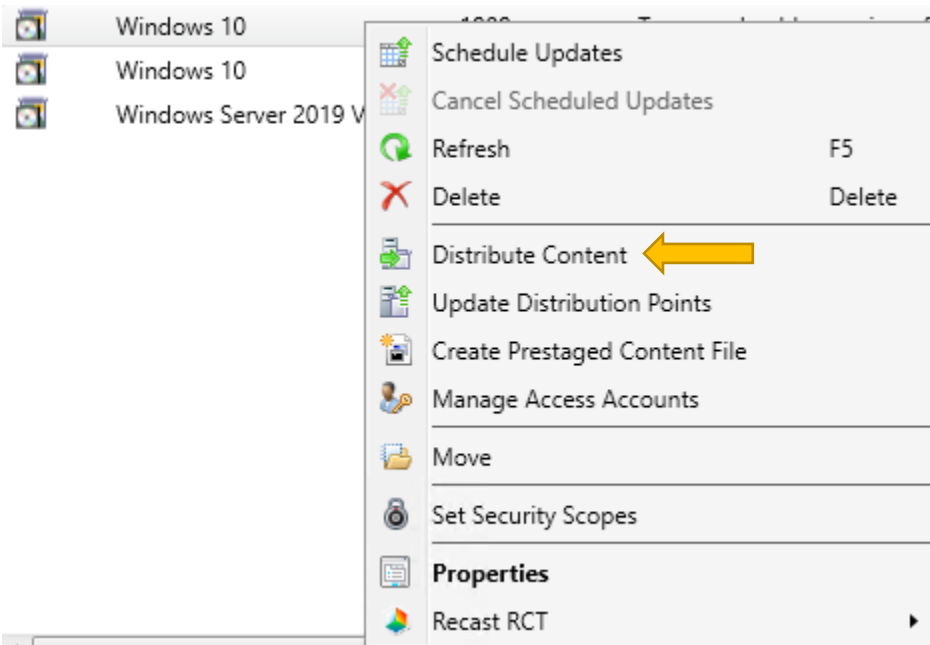 Windows 10
Windows 10
Windows Server 2019 V
Schedule Updates
Cancel Scheduled Updates
Refresh F5
Delete Delete
Distribute Content
Update Distribution Points
Create Prestaged Content File
Manage Access Accounts
Move
Set Security Scopes
Properties
Recast RCT